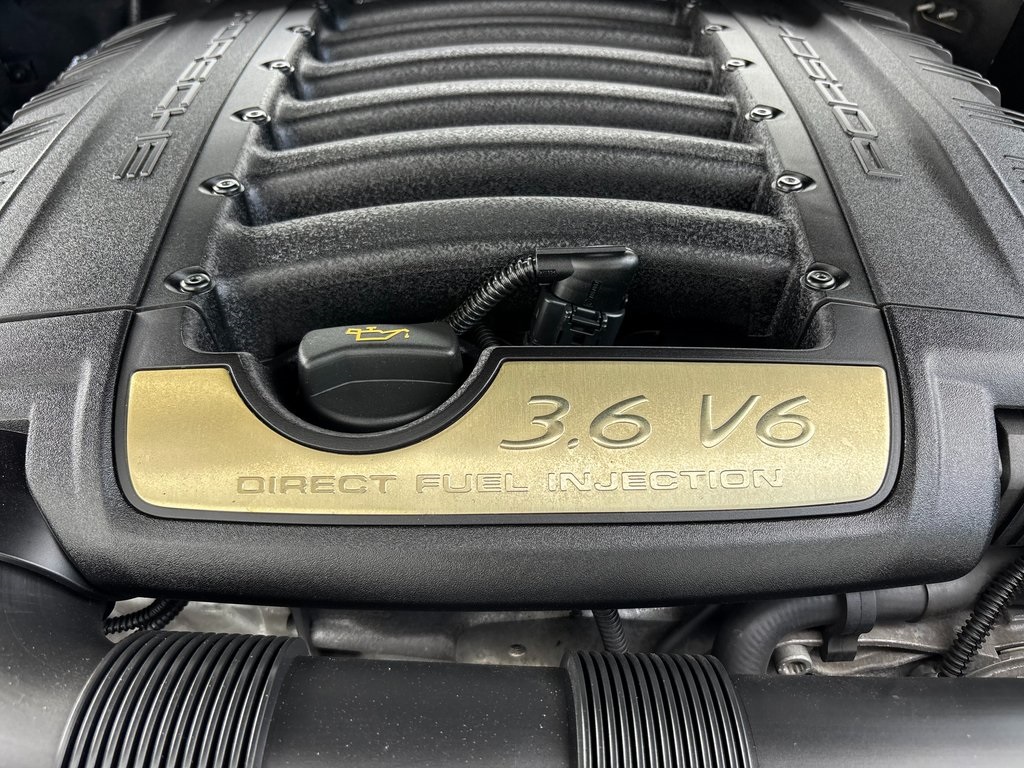 PORSCHE
PORSCHE
3.6 V6
DIRECT FUEL INJECTION